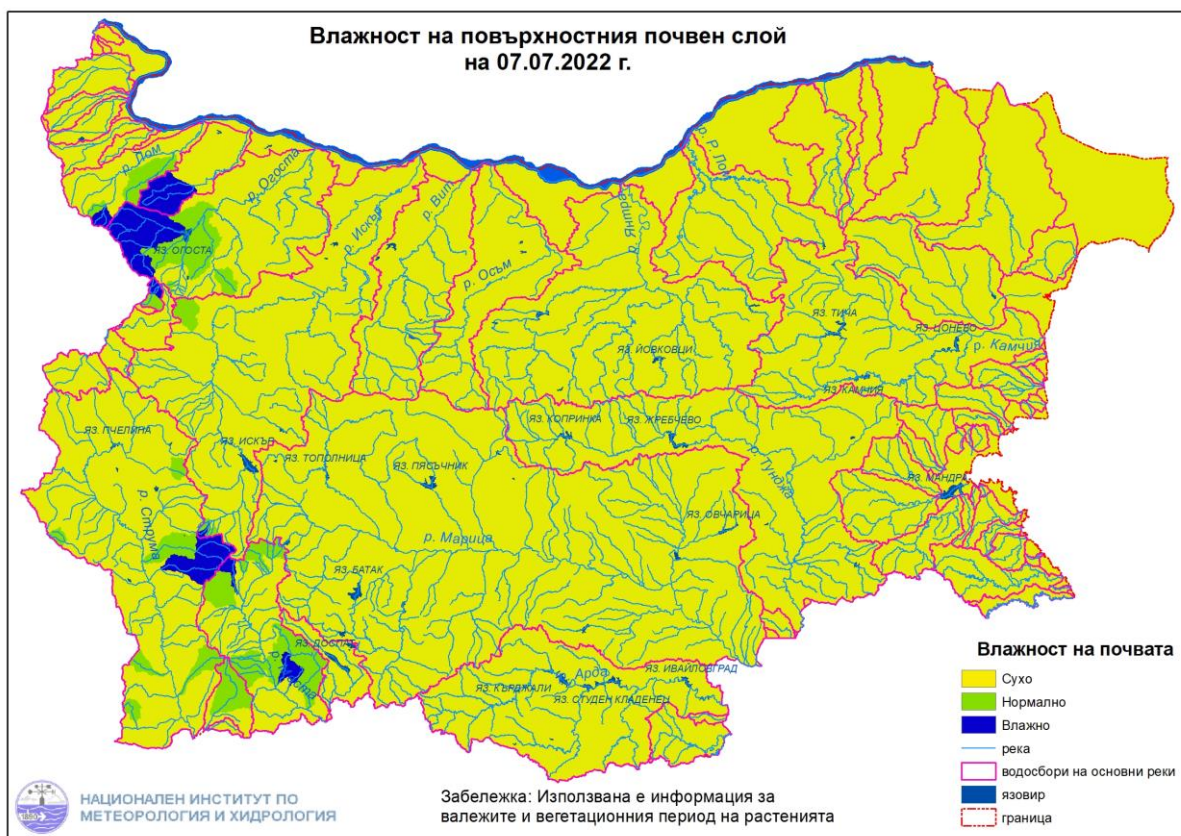 Влажност на повърхностния почвен слой
на 07.07.2022 г.
р. Лом
р. Огоста
р. Искър
р. Вит
р. Осъм
р. Янтра
р. Р. Лом
ЯЗ. ОГОСТА
ЯЗ. ТИЧА
ЯЗ. ЦОНЕВО
р. Камчия
ЯЗ. ЙОВКОВЦИ
ЯЗ. КАМЧИЯ
ЯЗ. ПЧЕЛИНА
ЯЗ. ИСКЪР
ЯЗ. ТОПОЛНИЦА
ЯЗ. ПЯСЪЧНИК
ЯЗ. КОПРИНКА
ЯЗ. ЖРЕБЧЕВО
р. Тунджа
ЯЗ. МАНДРА
ЯЗ. ОВЧАРИЦА
р. Струма
р. Марица
ЯЗ. БАТАК
ЯЗ. ДОСПАТ
р. Места
р. Арда
ЯЗ. ИВАЙЛОВГРАД
ЯЗ. КЪРДЖАЛИ
ЯЗ. СТУДЕН КЛАДЕНЕЦ
Влажност на почвата
Сухо
Нормално
Влажно
река
водосбори на основни реки
язовир
граница
НАЦИОНАЛЕН ИНСТИТУТ ПО
МЕТЕОРОЛОГИЯ И ХИДРОЛОГИЯ
Забележка: Използвана е информация за
валежите и вегетационния период на растенията